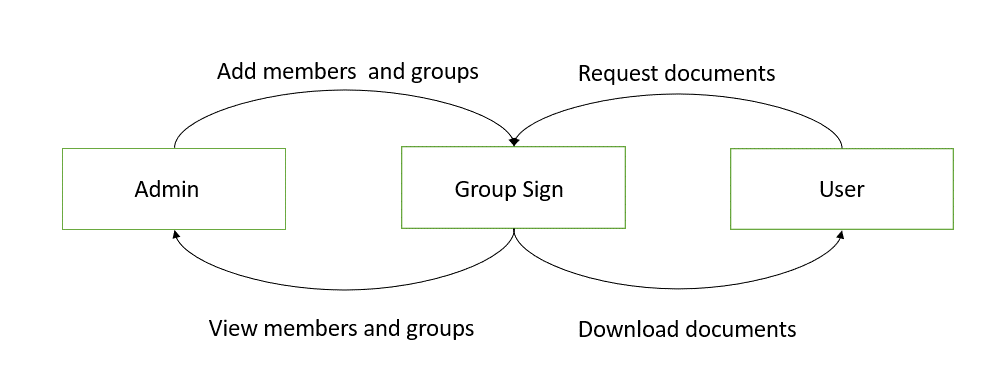 Add members  and groups
Request documents
Admin
Group Sign
User
View members and groups
Download documents